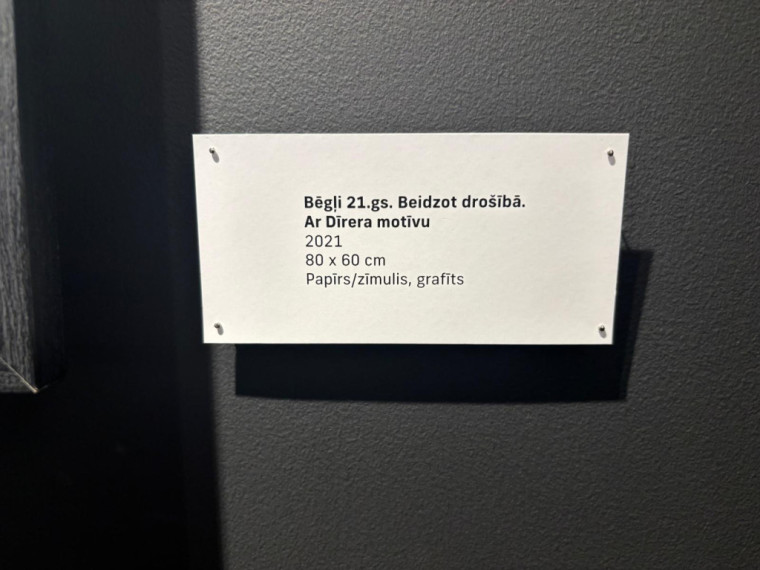 Bēgļi 21.gs. Beidzot drošībā.
Ar Dīrera motīvu
2021
80 x 60 cm
Papīrs/zīmulis, grafīts